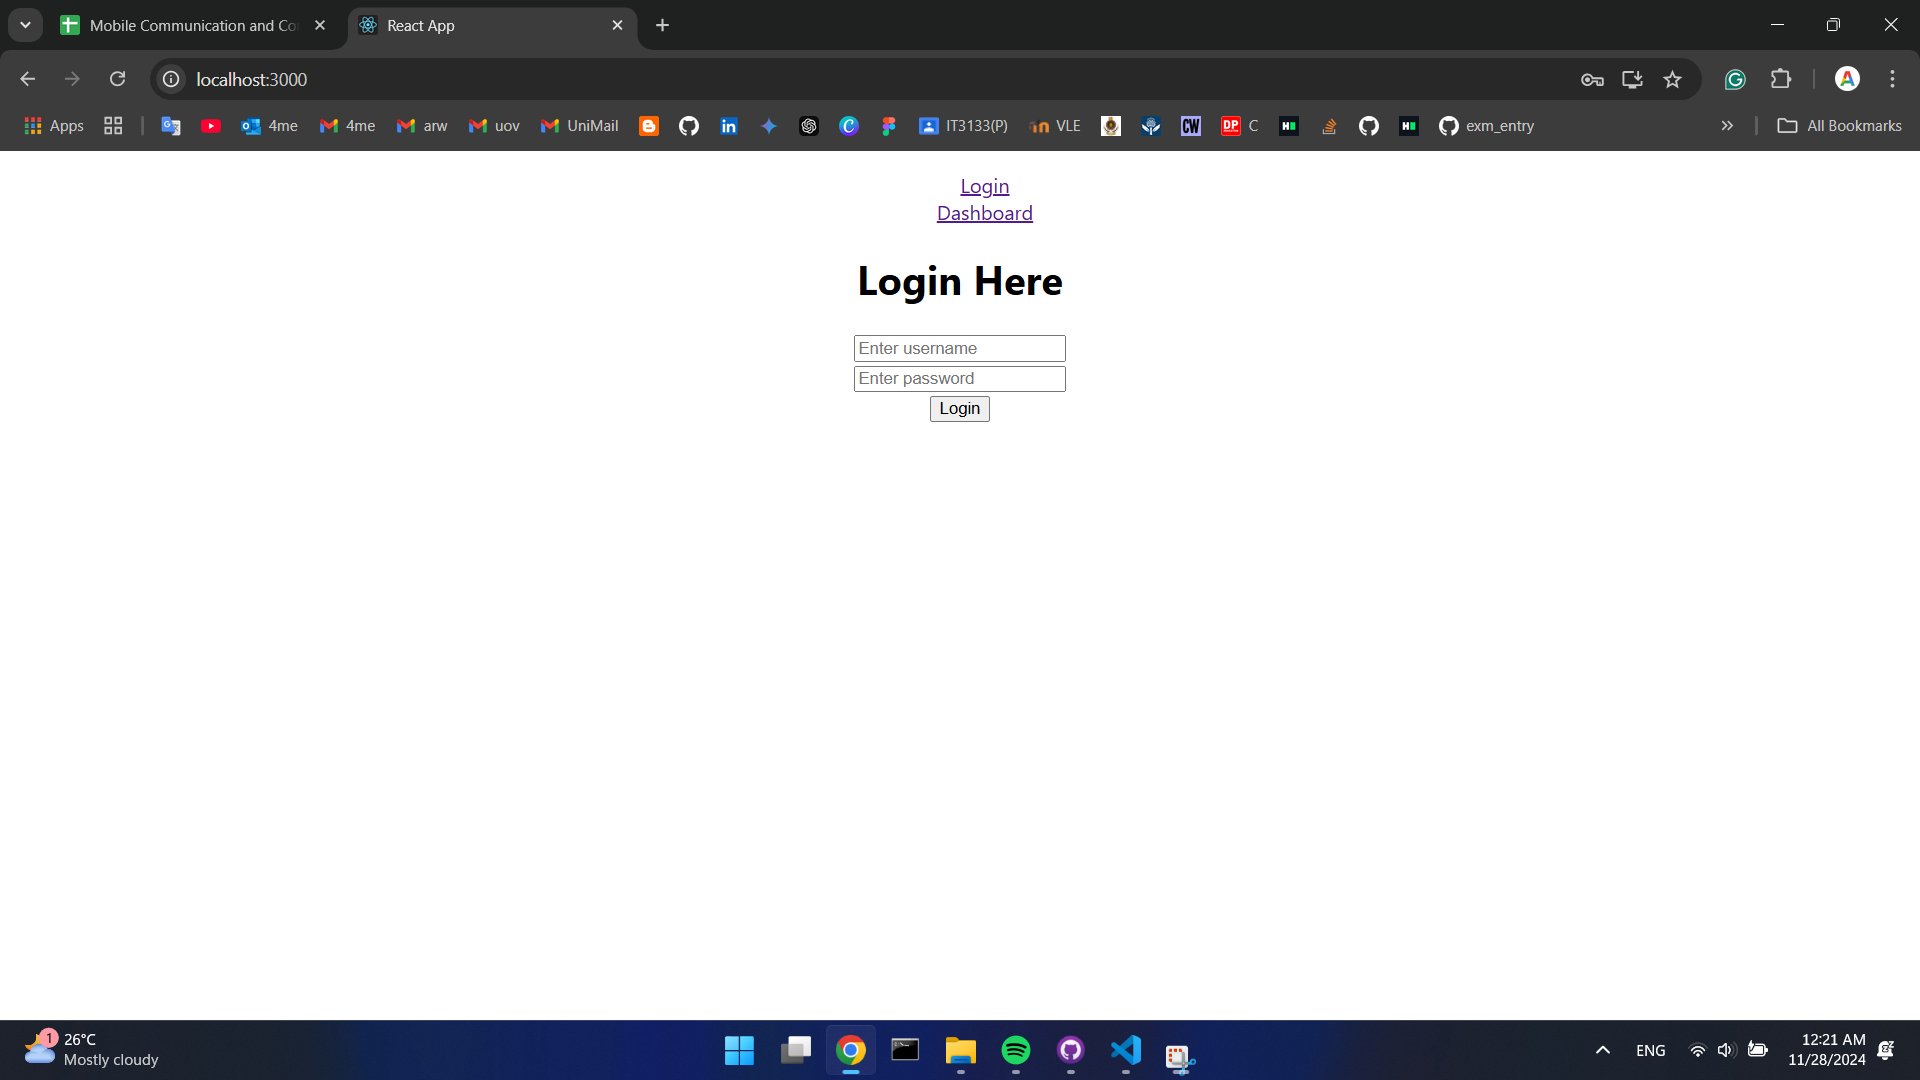 Mobile Communication and Co
React App
localhost:3000
Apps
4me
4me
arw
uov
UniMail
IT3133(P)
VLE
CW
DP
C
exm_entry
All Bookmarks
Login
Dashboard
Login Here
Enter username
Enter password
Login
1
26°C
Mostly cloudy
ENG
12:21 AM
11/28/2024